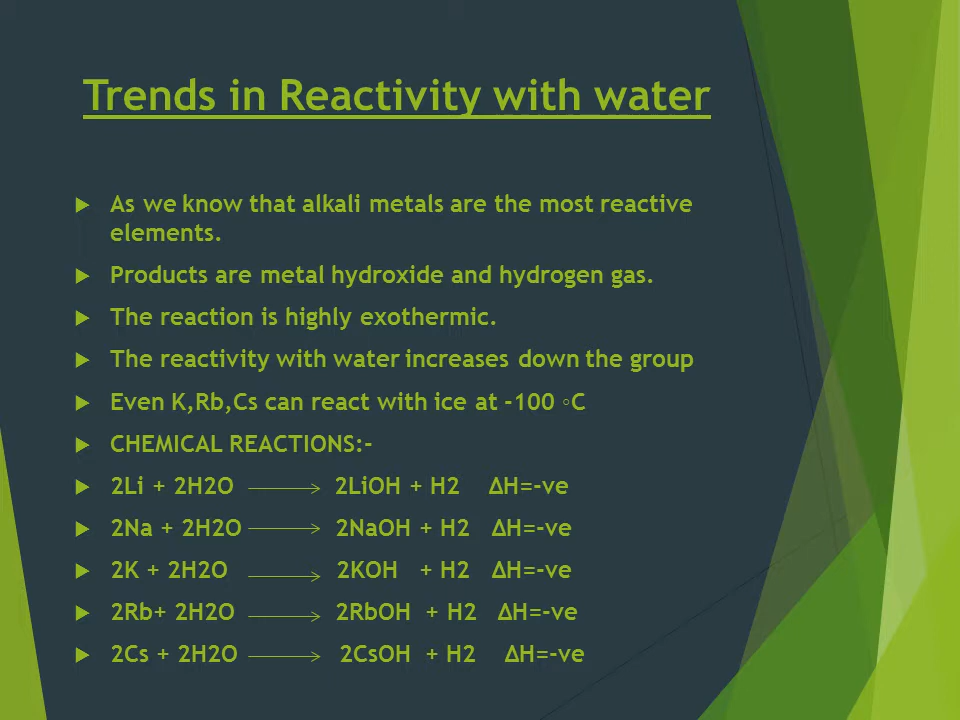 Trends in Reactivity with water
As we know that alkali metals are the most reactive
elements.
Products are metal hydroxide and hydrogen gas.
The reaction is highly exothermic.
The reactivity with water increases down the group
Even K,Rb,Cs can react with ice at -100 ◦C
CHEMICAL REACTIONS:-
2Li + 2H2O ⟶ 2LiOH + H2 ΔH=-ve
2Na + 2H2O ⟶ 2NaOH + H2 ΔH=-ve
2K + 2H2O ⟶ 2KOH + H2 ΔH=-ve
2Rb+ 2H2O ⟶ 2RbOH + H2 ΔH=-ve
2Cs + 2H2O ⟶ 2CsOH + H2 ΔH=-ve